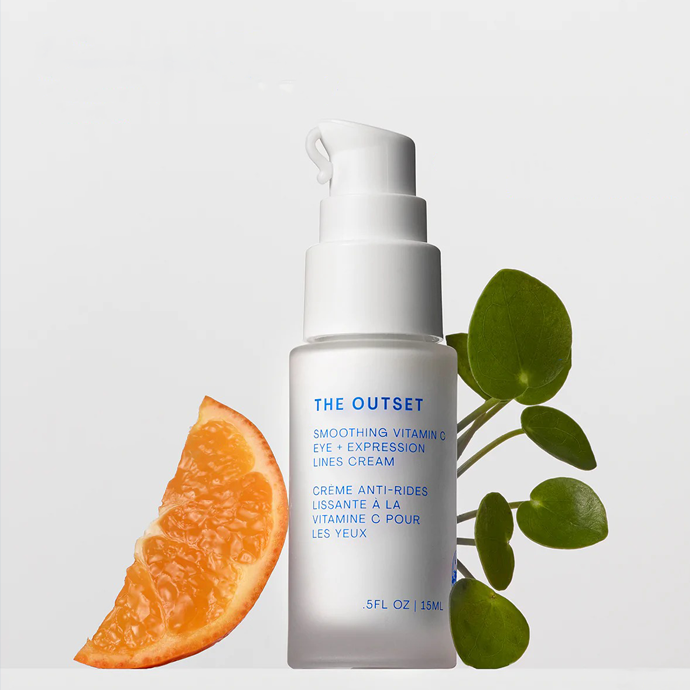 THE OUTSET
SMOOTHING VITAMIN C
EYE + EXPRESSION
LINES CREAM
CRÈME ANTI-RIDES
LISSANTE À LA
VITAMINE C POUR
LES YEUX
.5FL OZ | 15ML